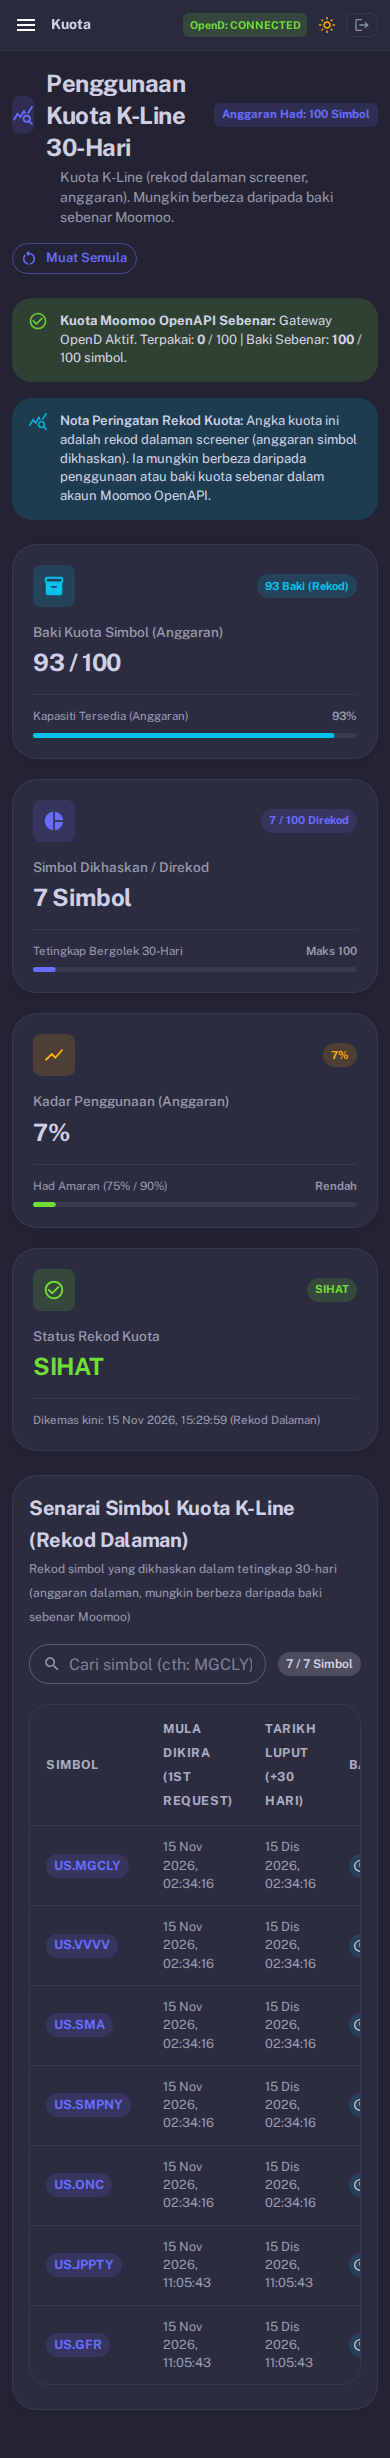 Kuota
OpenD: CONNECTED
Penggunaan
Kuota K-Line
30-Hari
Anggaran Had: 100 Simbol
Kuota K-Line (rekod dalaman screener,
anggaran). Mungkin berbeza daripada baki
sebenar Moomoo.
Muat Semula
Kuota Moomoo OpenAPI Sebenar: Gateway
OpenD Aktif. Terpakai: 0 / 100 | Baki Sebenar: 100 /
100 simbol.
Nota Peringatan Rekod Kuota: Angka kuota ini
adalah rekod dalaman screener (anggaran simbol
dikhaskan). Ia mungkin berbeza daripada
penggunaan atau baki kuota sebenar dalam
akaun Moomoo OpenAPI.
93 Baki (Rekod)
Baki Kuota Simbol (Anggaran)
93 / 100
Kapasiti Tersedia (Anggaran) 93%
7 / 100 Direkod
Simbol Dikhaskan / Direkod
7 Simbol
Tetingkap Bergolek 30-Hari Maks 100
7%
Kadar Penggunaan (Anggaran)
7%
Had Amaran (75% / 90%) Rendah
SIHAT
Status Rekod Kuota
SIHAT
Dikemas kini: 15 Nov 2026, 15:29:59 (Rekod Dalaman)
Senarai Simbol Kuota K-Line
(Rekod Dalaman)
Rekod simbol yang dikhaskan dalam tetingkap 30-hari
(anggaran dalaman, mungkin berbeza daripada baki
sebenar Moomoo)
Cari simbol (cth: MGCLY)
7 / 7 Simbol
SIMBOL
MULA
DIKIRA
(1ST
REQUEST)
TARIKH
LUPUT
(+30
HARI)
US.MGCLY
15 Nov
2026,
02:34:16
15 Dis
2026,
02:34:16
US.VVVV
15 Nov
2026,
02:34:16
15 Dis
2026,
02:34:16
US.SMA
15 Nov
2026,
02:34:16
15 Dis
2026,
02:34:16
US.SMPNY
15 Nov
2026,
02:34:16
15 Dis
2026,
02:34:16
US.ONC
15 Nov
2026,
02:34:16
15 Dis
2026,
02:34:16
US.JPPTY
15 Nov
2026,
11:05:43
15 Dis
2026,
11:05:43
US.GFR
15 Nov
2026,
11:05:43
15 Dis
2026,
11:05:43